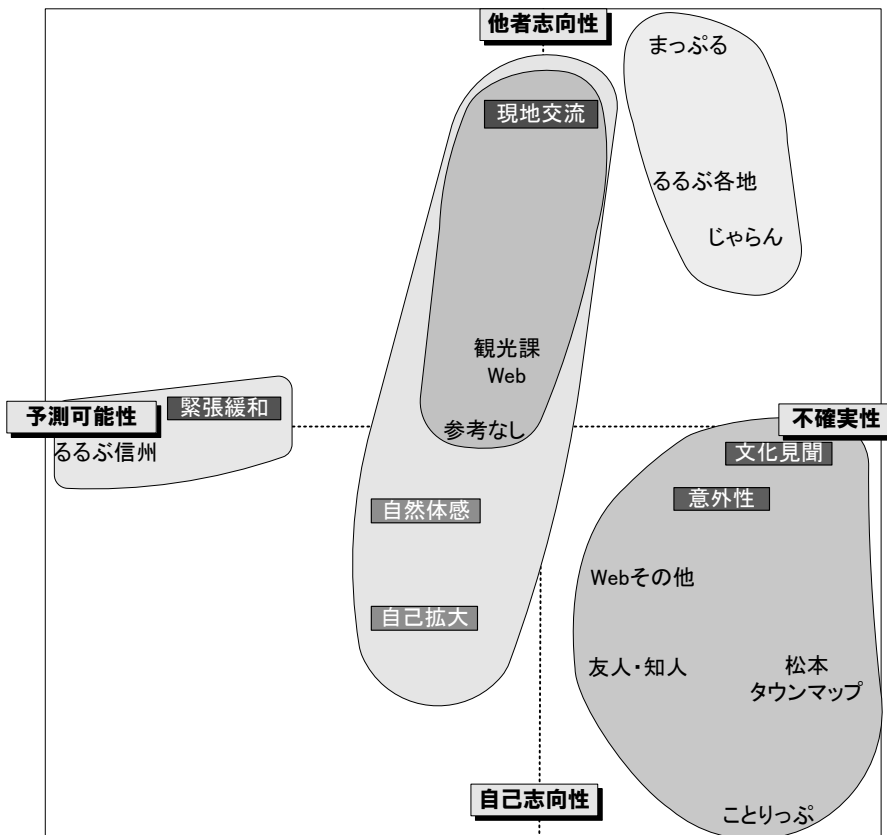 他者志向性
まっぷる
現地交流
るるぶ各地
じゃらん
観光課
Web
緊張緩和
予測可能性
不確実性
参考なし
るるぶ信州
文化見聞
意外性
自然体感
Webその他
自己拡大
友人・知人
松本
タウンマップ
自己志向性
ことりっぷ